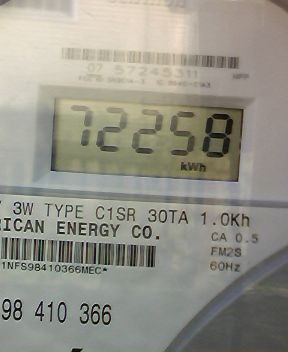 07 57245311
72258
kWh
3W TYPE C1SR 30TA 1.0Kh
RICAN ENERGY CO.
CA 0.5
FM2S
1NFS98410366MEC*
60Hz
98 410 366